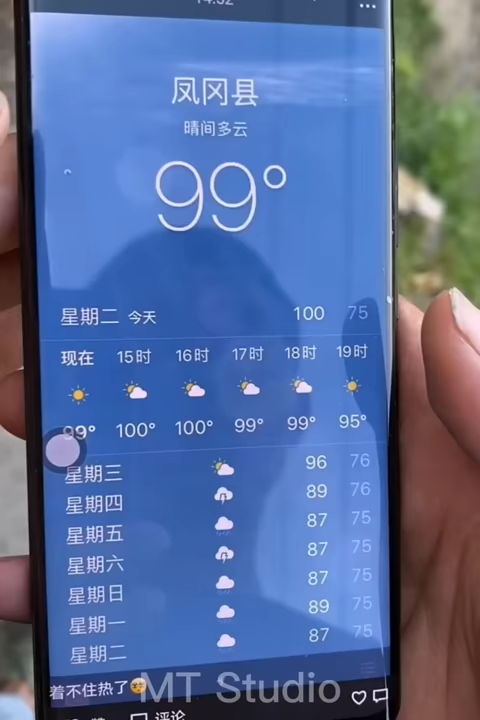 凤冈县
晴间多云
99°
星期二 今天 100 75
现在 15时 16时 17时 18时 19时
99° 100° 100° 99° 99° 95°
星期三 96 76
星期四 89 76
星期五 87 75
星期六 87 75
星期日 87 75
星期一 89 75
星期二 87 75
着不住热了
MT Studio
评论